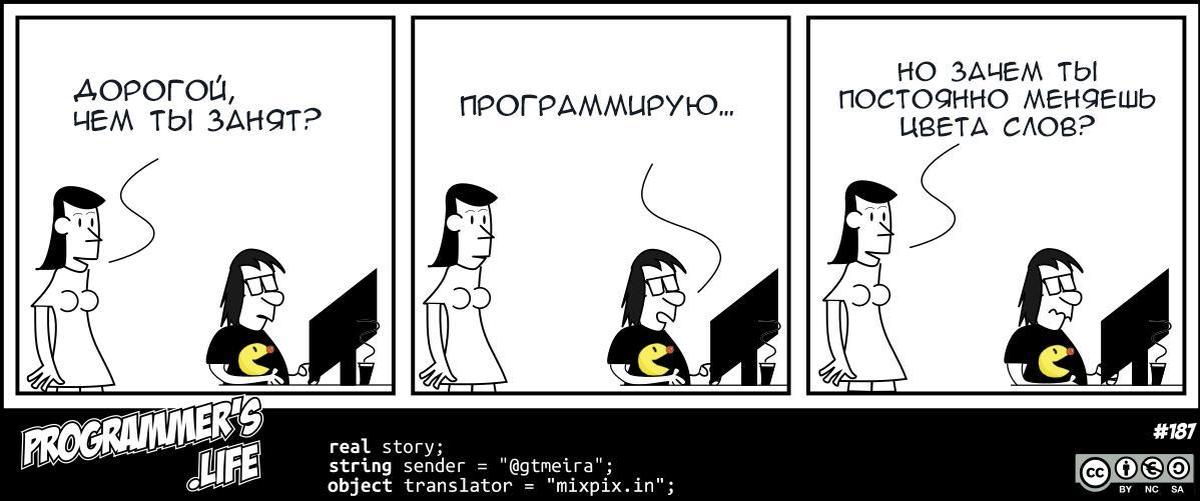 ДОРОГОЙ,
ЧЕМ ТЫ ЗАНЯТ?
ПРОГРАММИРУЮ...
НО ЗАЧЕМ ТЫ
ПОСТОЯННО МЕНЯЕШЬ
ЦВЕТА СЛОВ?
PROGRAMMER'S
.LIFE
real story;
string sender = "@gtmeira";
object translator = "mixpix.in";
#187
cc
BY NC SA